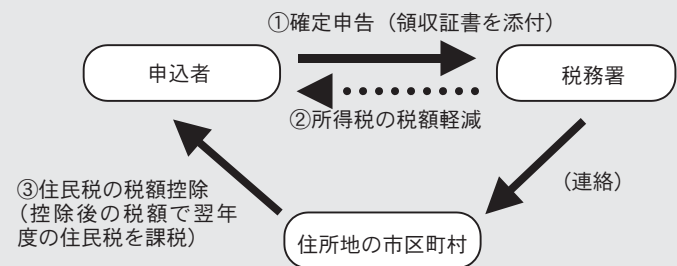 ①確定申告（領収証書を添付）
申込者
税務署
②所得税の税額軽減
（連絡）
③住民税の税額控除
（控除後の税額で翌年
度の住民税を課税）
住所地の市区町村